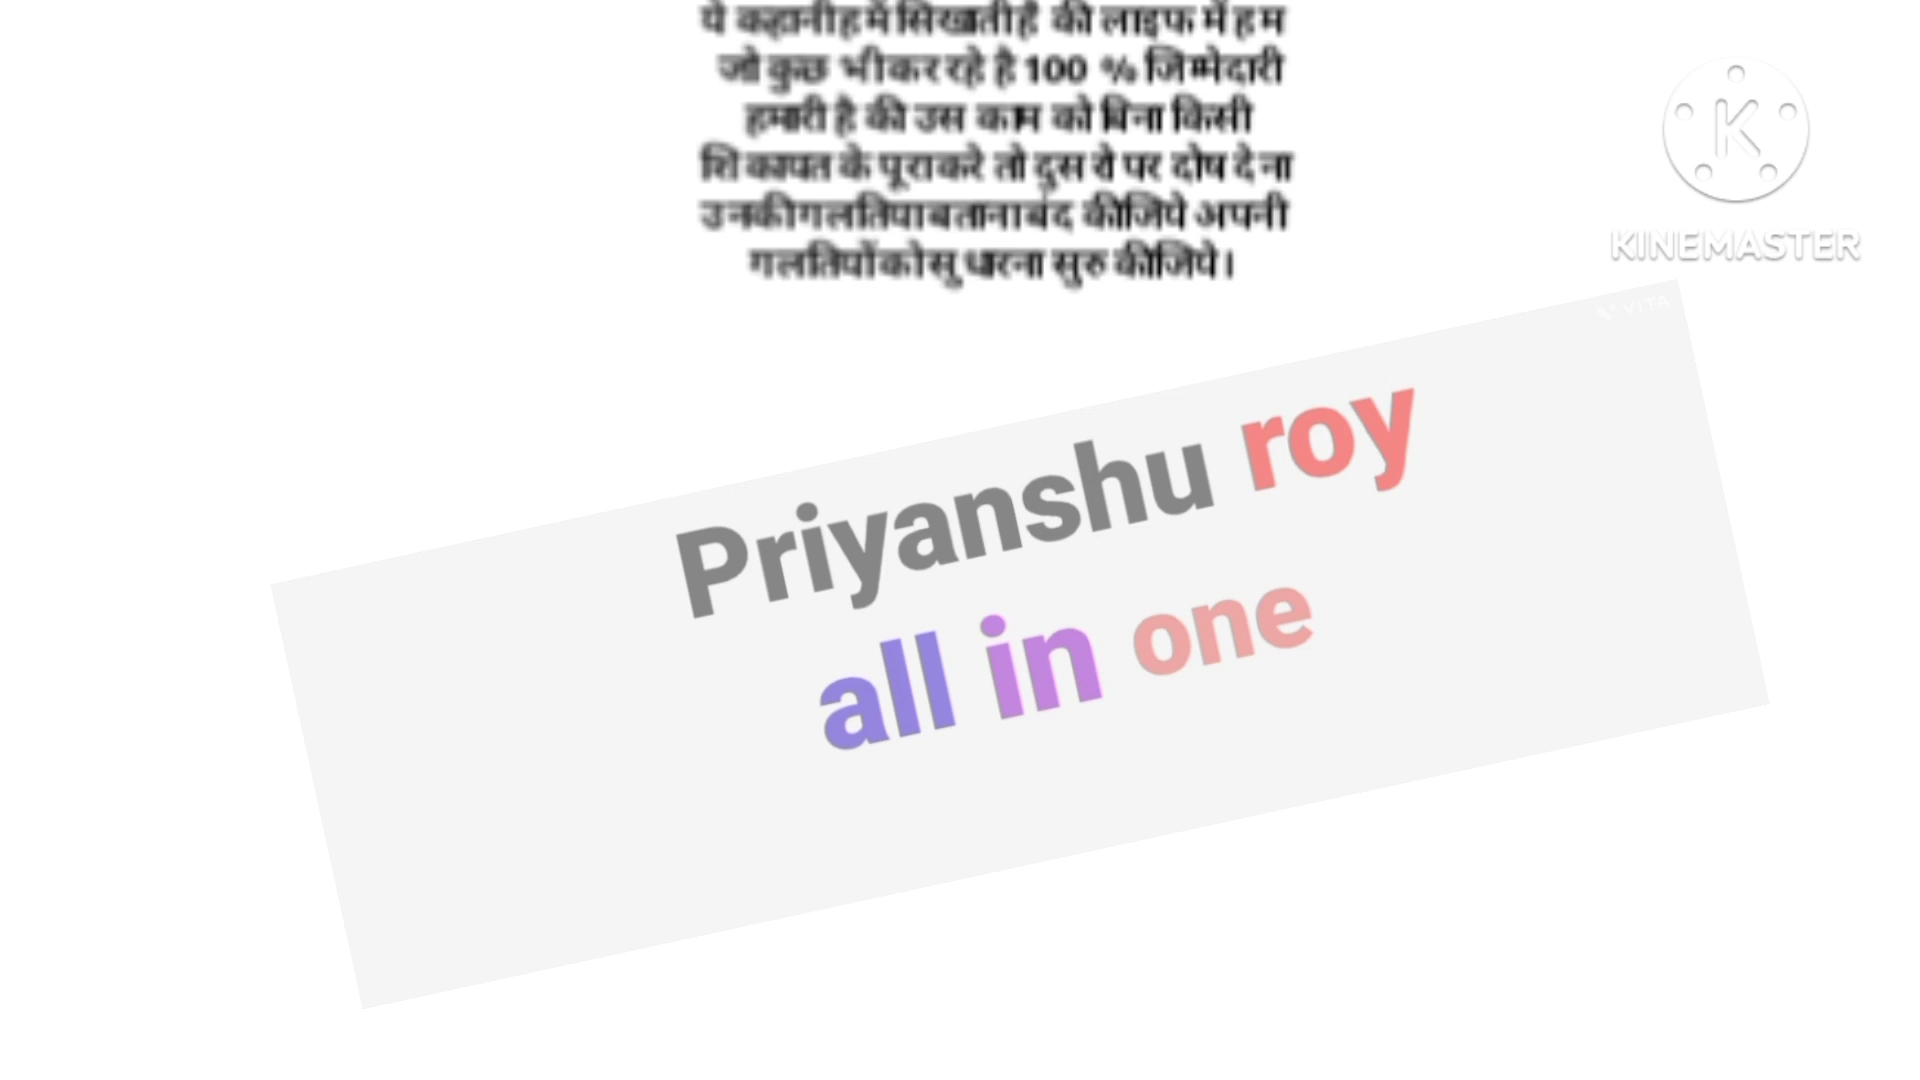 ये कहानी हमें सिखाती है की लाइफ में हम
जो कुछ भी कर रहे है 100 % जिम्मेदारी
हमारी है की उस काम को बिना किसी
शिकायत के पूरा करे तो दुसरो पर दोष देना
उनकी गलतिया बताना बंद कीजिये अपनी
गलतियों को सुधारना सुरु कीजिये।
KINEMASTER
VITA
Priyanshu roy
all in one